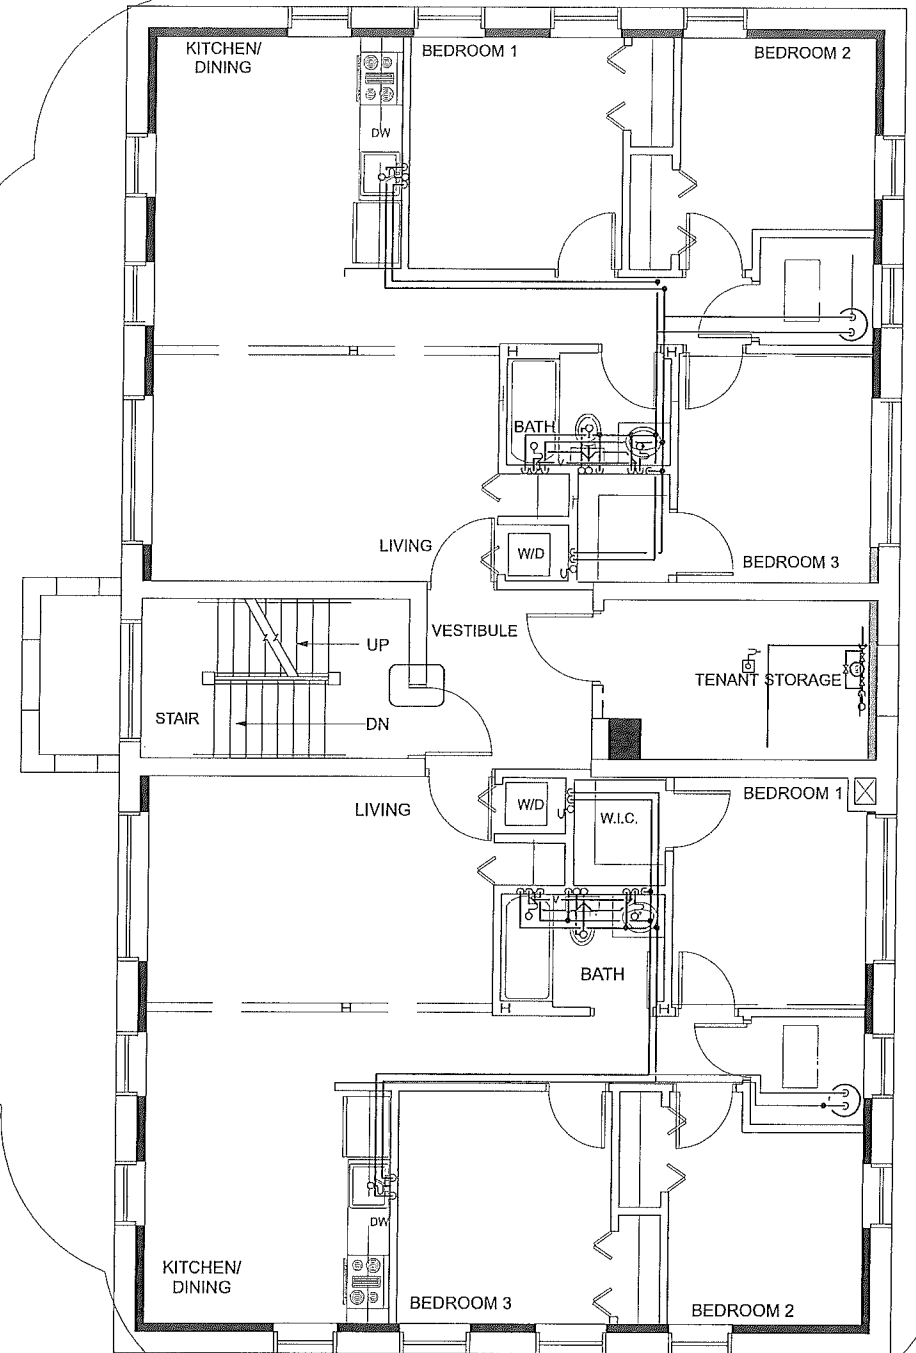 KITCHEN/
DINING
BEDROOM 1
BEDROOM 2
DW
H
H
H
BATH
LIVING
W/D
BEDROOM 3
VESTIBULE
UP
TENANT STORAGE
STAIR
DN
LIVING
W/D
W.I.C.
BEDROOM 1
V
BATH
H
H
H
DW
KITCHEN/
DINING
BEDROOM 3
BEDROOM 2